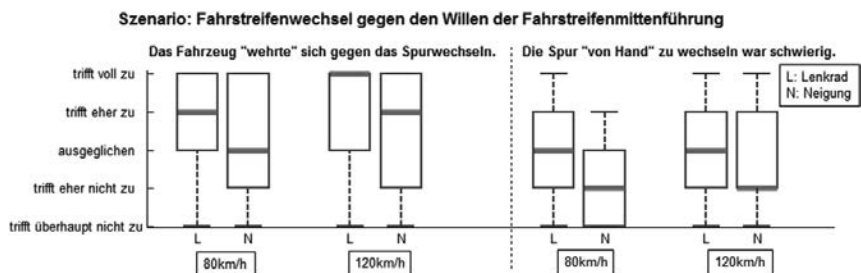 Szenario: Fahrstreifenwechsel gegen den Willen der Fahrstreifenmittenführung
Das Fahrzeug "wehrte" sich gegen das Spurwechseln.
Die Spur "von Hand" zu wechseln war schwierig.
trifft voll zu
trifft eher zu
ausgeglichen
trifft eher nicht zu
trifft überhaupt nicht zu
L: Lenkrad
N: Neigung
L N L N L N L N
80km/h 120km/h 80km/h 120km/h